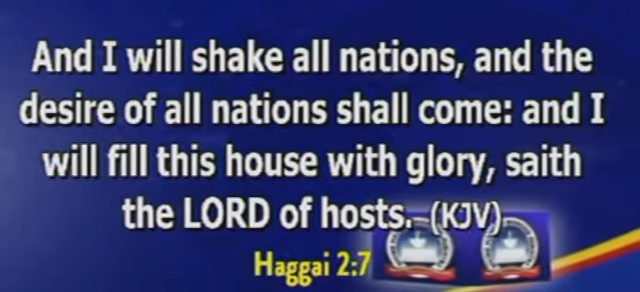 And I will shake all nations, and the
desire of all nations shall come: and I
will fill this house with glory, saith
the LORD of hosts. (KJV)
Haggai 2:7